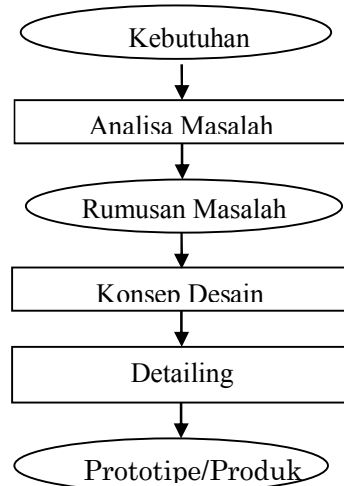 Kebutuhan
Analisa Masalah
Rumusan Masalah
Konsep Desain
Detailing
Prototipe/Produk